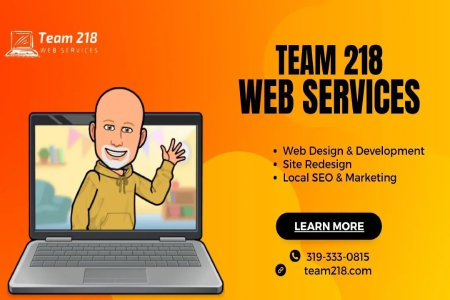 Team 218
WEB SERVICES
TEAM 218
WEB SERVICES
Web Design & Development
Site Redesign
Local SEO & Marketing
LEARN MORE
319-333-0815
team218.com